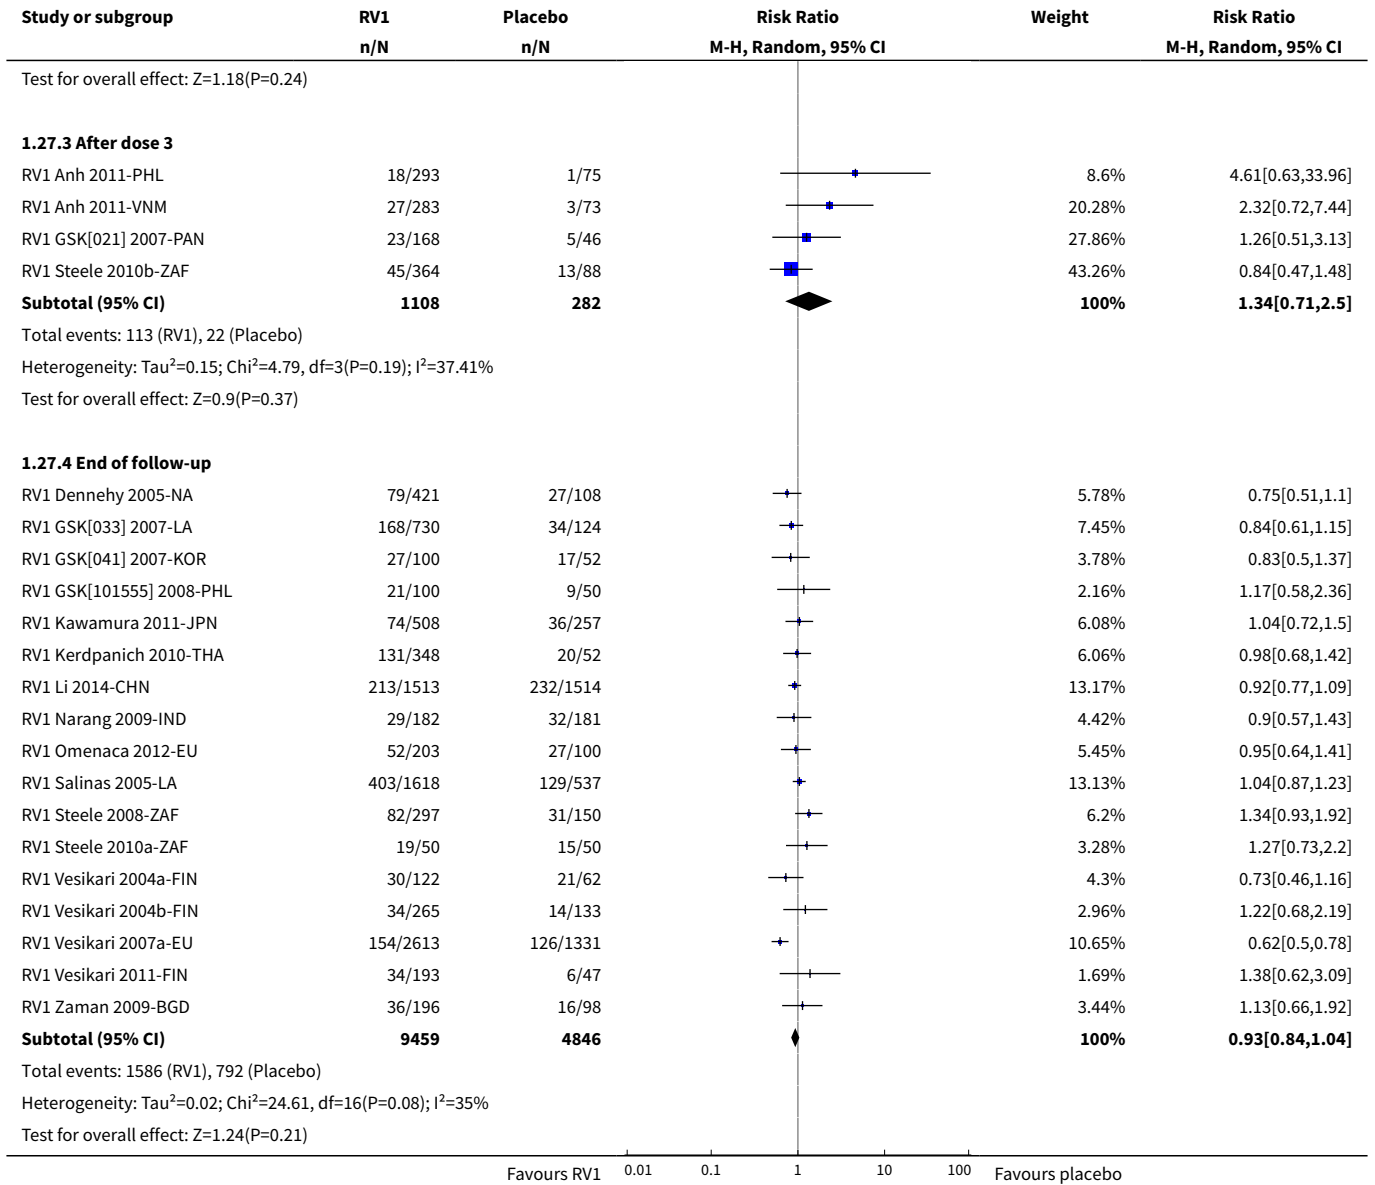 Study or subgroup RV1 Placebo Risk Ratio Weight Risk Ratio
n/N n/N M-H, Random, 95% CI M-H, Random, 95% CI
Test for overall effect: Z=1.18(P=0.24)
1.27.3 After dose 3
RV1 Anh 2011-PHL 18/293 1/75 8.6% 4.61[0.63,33.96]
RV1 Anh 2011-VNM 27/283 3/73 20.28% 2.32[0.72,7.44]
RV1 GSK[021] 2007-PAN 23/168 5/46 27.86% 1.26[0.51,3.13]
RV1 Steele 2010b-ZAF 45/364 13/88 43.26% 0.84[0.47,1.48]
Subtotal (95% CI) 1108 282 100% 1.34[0.71,2.5]
Total events: 113 (RV1), 22 (Placebo)
Heterogeneity: Tau²=0.15; Chi²=4.79, df=3(P=0.19); I²=37.41%
Test for overall effect: Z=0.9(P=0.37)
1.27.4 End of follow-up
RV1 Dennehy 2005-NA 79/421 27/108 5.78% 0.75[0.51,1.1]
RV1 GSK[033] 2007-LA 168/730 34/124 7.45% 0.84[0.61,1.15]
RV1 GSK[041] 2007-KOR 27/100 17/52 3.78% 0.83[0.5,1.37]
RV1 GSK[101555] 2008-PHL 21/100 9/50 2.16% 1.17[0.58,2.36]
RV1 Kawamura 2011-JPN 74/508 36/257 6.08% 1.04[0.72,1.5]
RV1 Kerdpanich 2010-THA 131/348 20/52 6.06% 0.98[0.68,1.42]
RV1 Li 2014-CHN 213/1513 232/1514 13.17% 0.92[0.77,1.09]
RV1 Narang 2009-IND 29/182 32/181 4.42% 0.9[0.57,1.43]
RV1 Omenaca 2012-EU 52/203 27/100 5.45% 0.95[0.64,1.41]
RV1 Salinas 2005-LA 403/1618 129/537 13.13% 1.04[0.87,1.23]
RV1 Steele 2008-ZAF 82/297 31/150 6.2% 1.34[0.93,1.92]
RV1 Steele 2010a-ZAF 19/50 15/50 3.28% 1.27[0.73,2.2]
RV1 Vesikari 2004a-FIN 30/122 21/62 4.3% 0.73[0.46,1.16]
RV1 Vesikari 2004b-FIN 34/265 14/133 2.96% 1.22[0.68,2.19]
RV1 Vesikari 2007a-EU 154/2613 126/1331 10.65% 0.62[0.5,0.78]
RV1 Vesikari 2011-FIN 34/193 6/47 1.69% 1.38[0.62,3.09]
RV1 Zaman 2009-BGD 36/196 16/98 3.44% 1.13[0.66,1.92]
Subtotal (95% CI) 9459 4846 100% 0.93[0.84,1.04]
Total events: 1586 (RV1), 792 (Placebo)
Heterogeneity: Tau²=0.02; Chi²=24.61, df=16(P=0.08); I²=35%
Test for overall effect: Z=1.24(P=0.21)
Favours RV1 0.01 0.1 1 10 100 Favours placebo